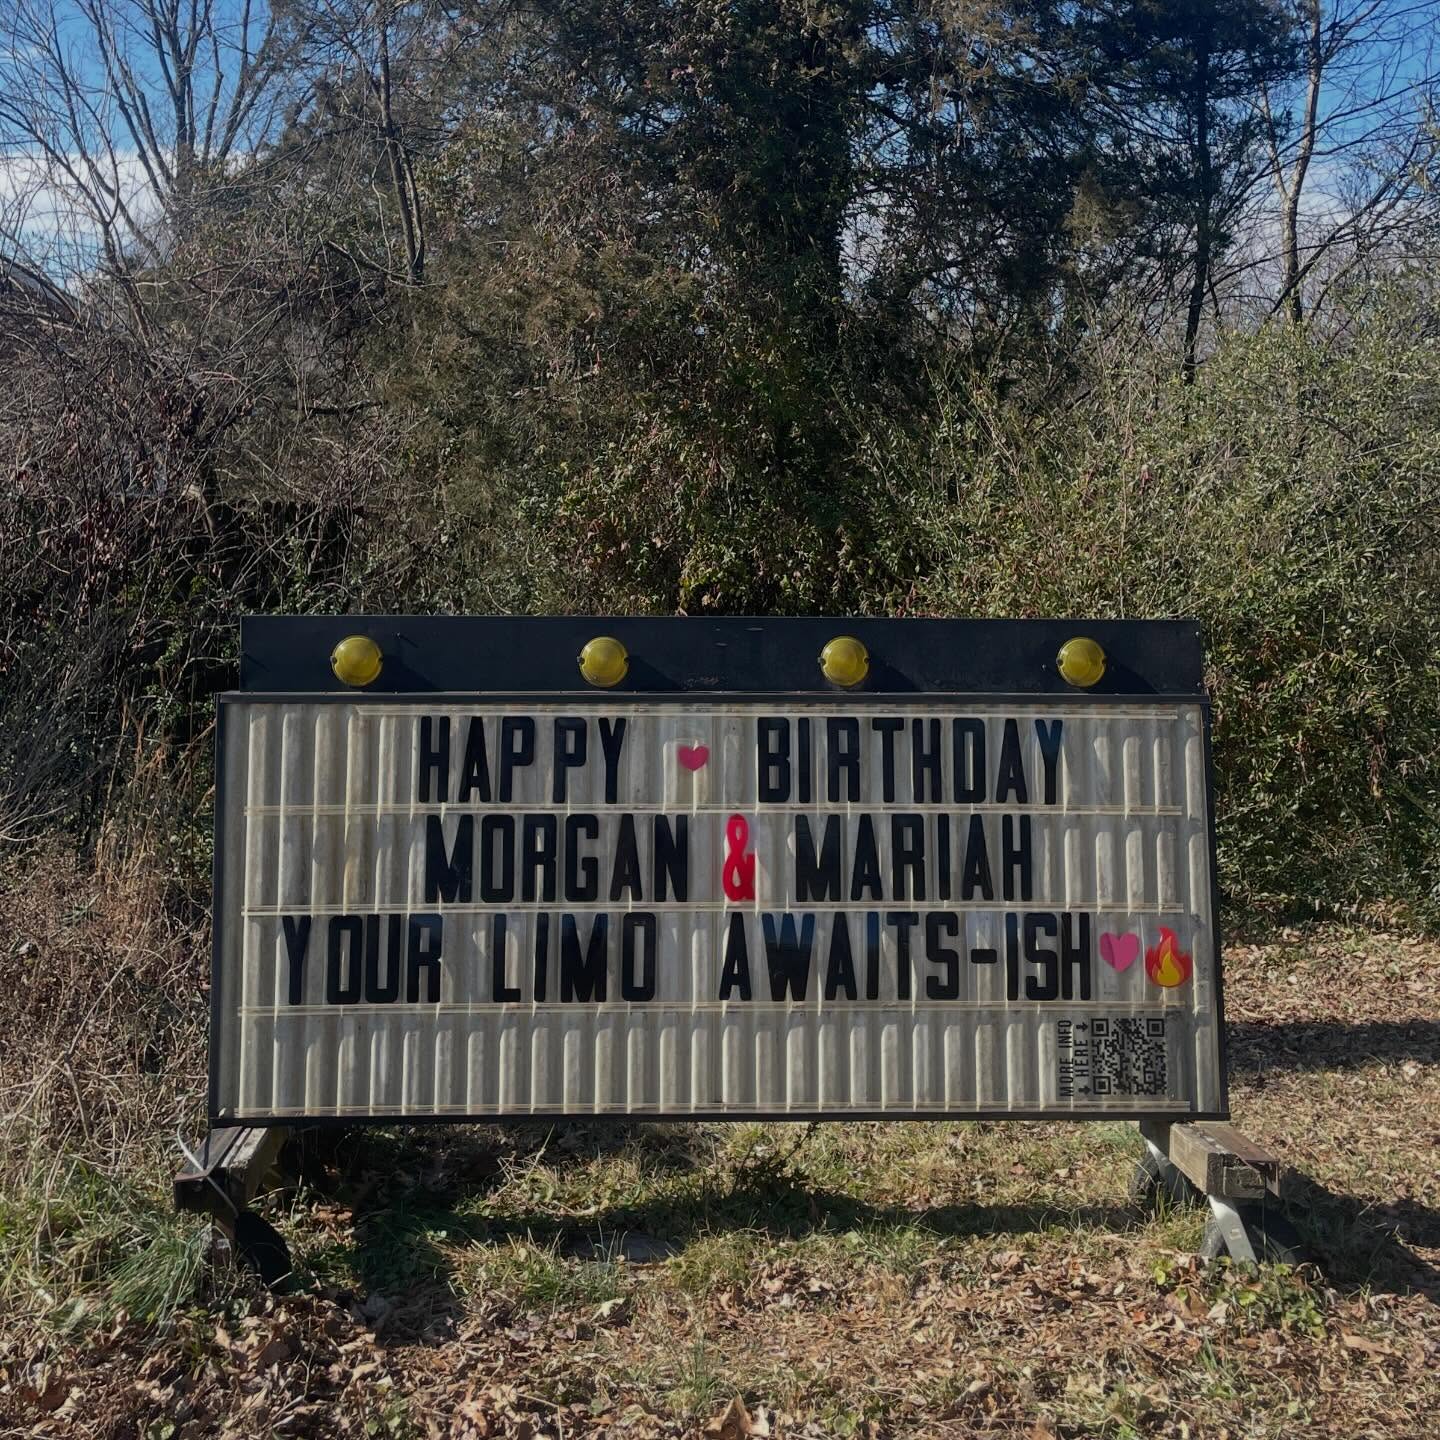 HAPPY 💗 BIRTHDAY
MORGAN & MARIAH
YOUR LIMO AWAITS-ISH💗🔥
MORE INFO
HERE